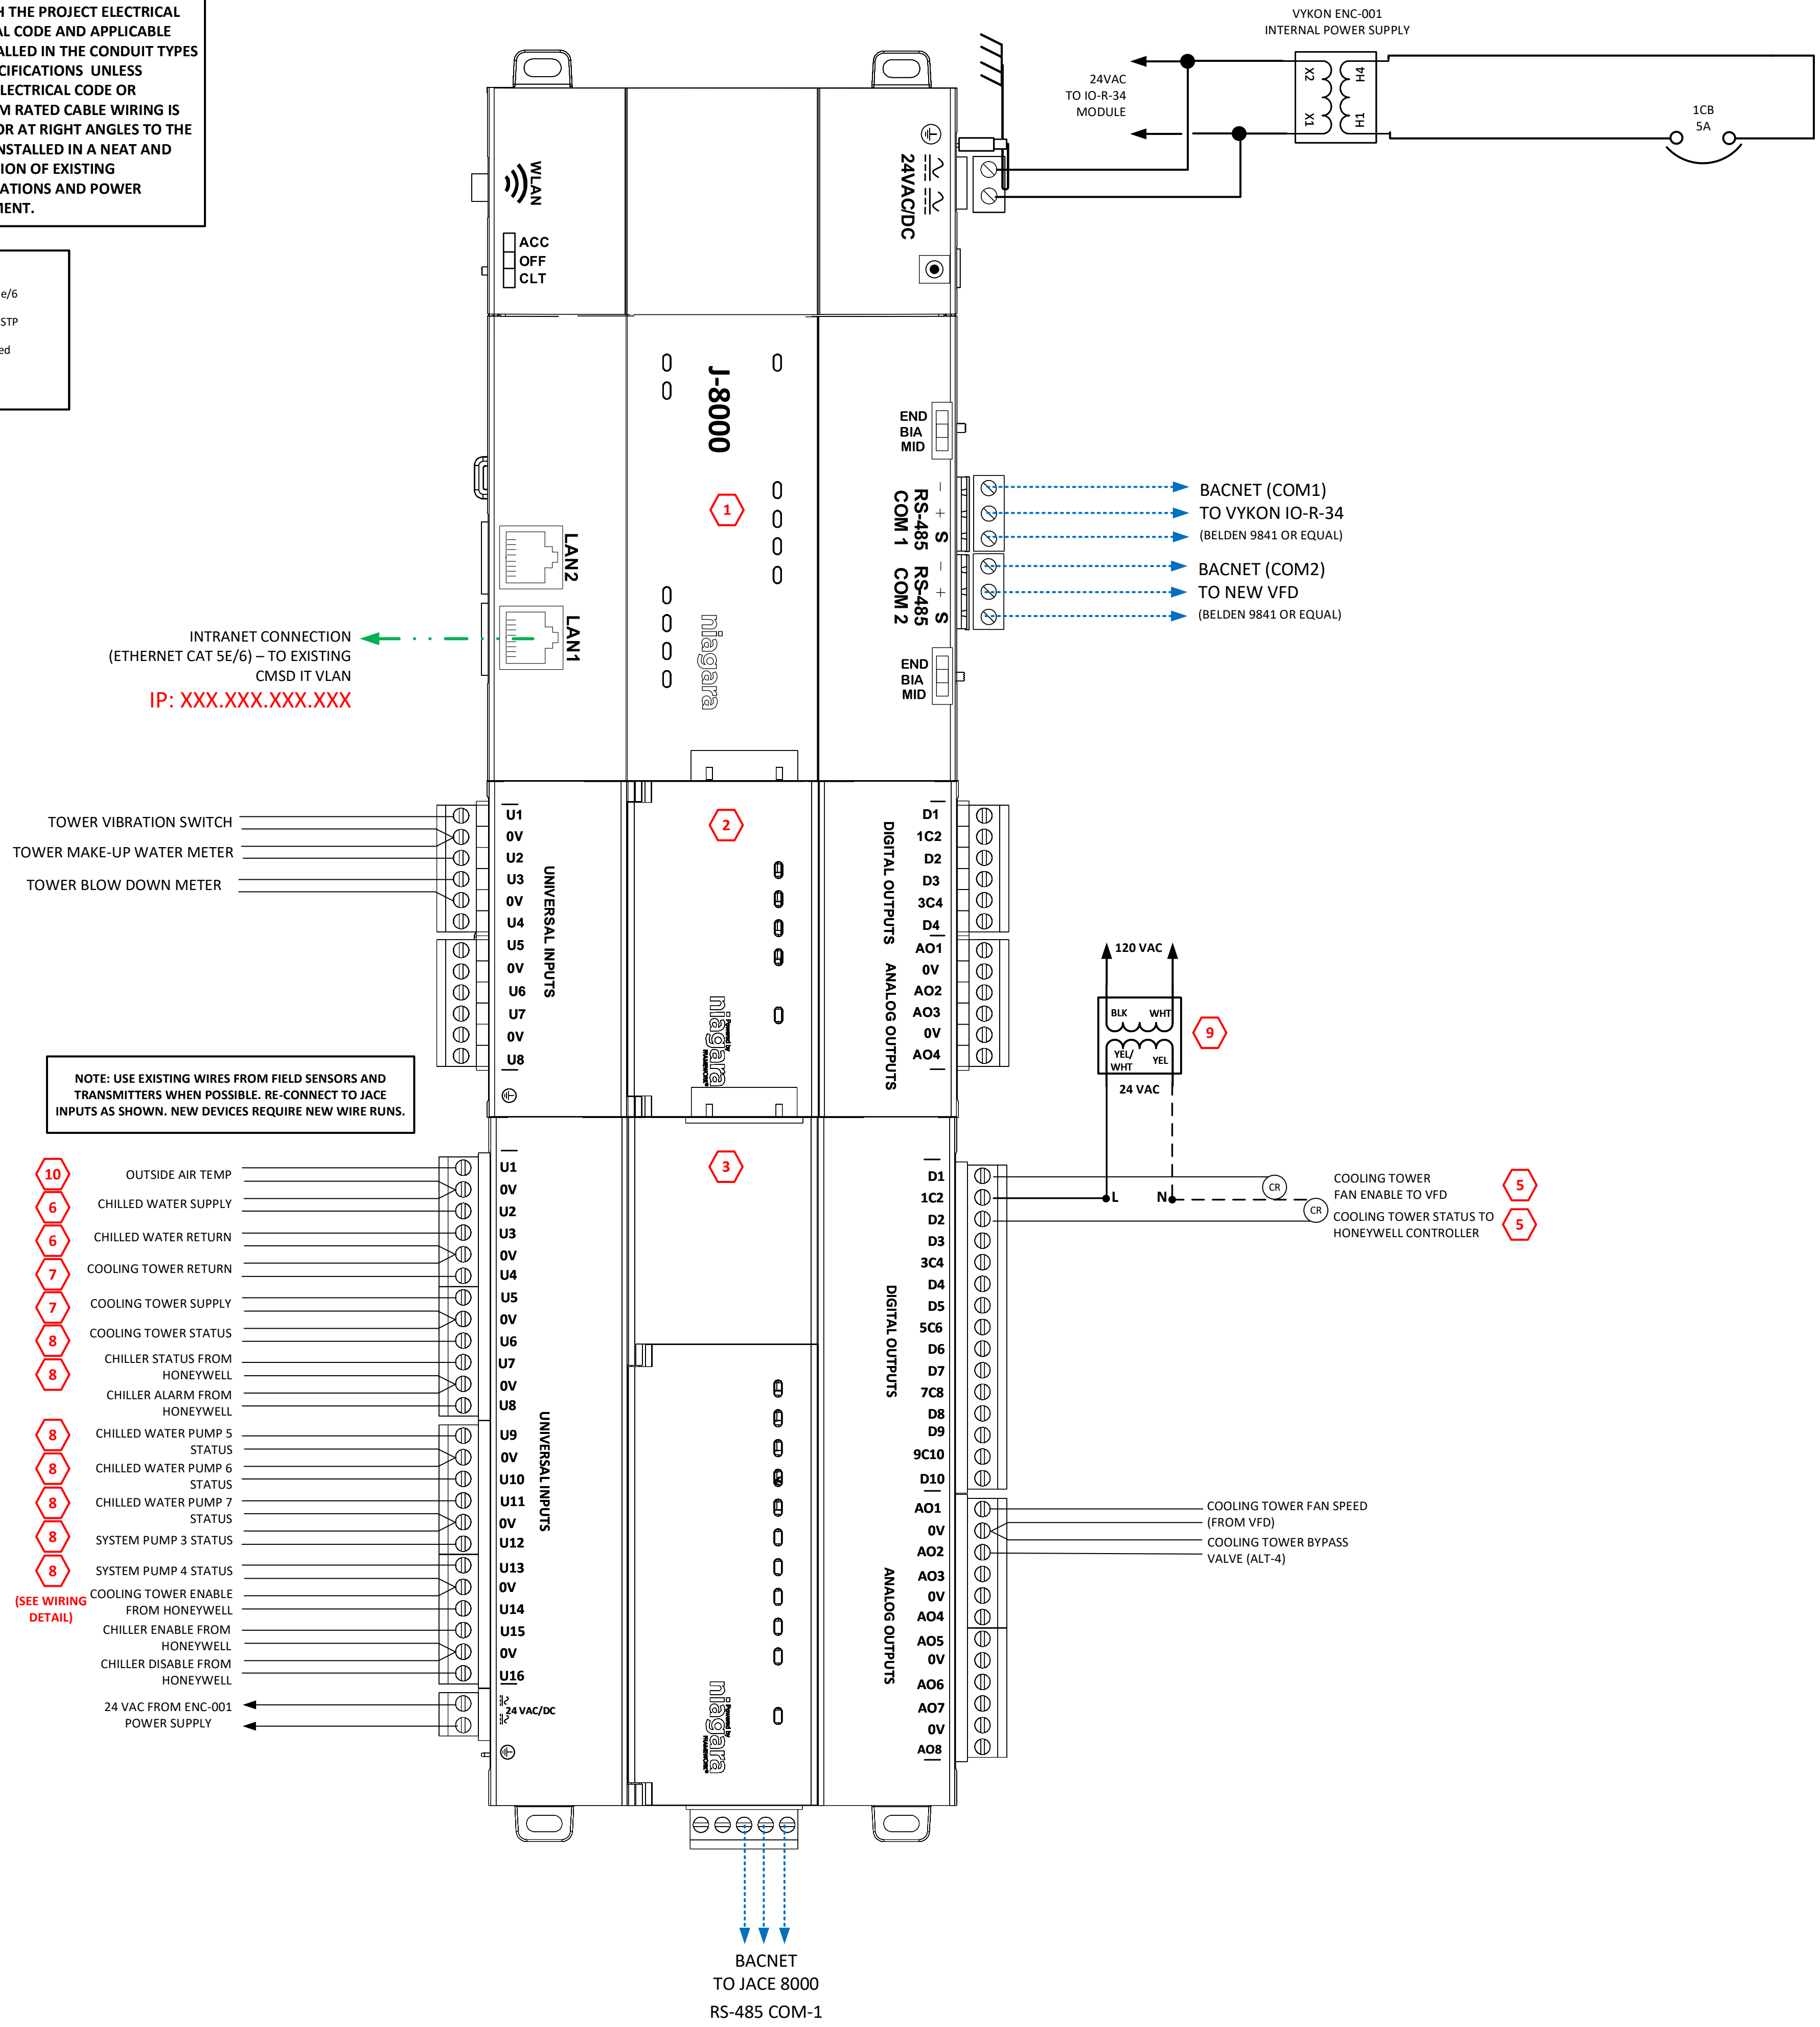 H THE PROJECT ELECTRICAL
AL CODE AND APPLICABLE
ALLED IN THE CONDUIT TYPES
CIFICATIONS  UNLESS
ELECTRICAL CODE OR
M RATED CABLE WIRING IS
OR AT RIGHT ANGLES TO THE
NSTALLED IN A NEAT AND
TION OF EXISTING
ATIONS AND POWER
MENT.
e/6
STP
ed
VYKON ENC-001
INTERNAL POWER SUPPLY
X2
X1
H4
H1
24VAC
TO IO-R-34
MODULE
1CB
5A
WLAN
ACC
OFF
CLT
24VAC/DC
J-8000
1
END
BIA
MID
RS-485
COM 1
- + S
RS-485
COM 2
- + S
END
BIA
MID
BACNET (COM1)
TO VYKON IO-R-34
(BELDEN 9841 OR EQUAL)
BACNET (COM2)
TO NEW VFD
(BELDEN 9841 OR EQUAL)
LAN2
LAN1
niagara
INTRANET CONNECTION
(ETHERNET CAT 5E/6) – TO EXISTING
CMSD IT VLAN
IP: XXX.XXX.XXX.XXX
TOWER VIBRATION SWITCH
TOWER MAKE-UP WATER METER
TOWER BLOW DOWN METER
U1
0V
U2
U3
0V
U4
U5
0V
U6
U7
0V
U8
UNIVERSAL INPUTS
2
Powered by
niagara
FRAMEWORK®
DIGITAL OUTPUTS
ANALOG OUTPUTS
D1
1C2
D2
D3
3C4
D4
AO1
0V
AO2
AO3
0V
AO4
120 VAC
BLK WHT
YEL/
WHT
YEL
24 VAC
9
NOTE: USE EXISTING WIRES FROM FIELD SENSORS AND
TRANSMITTERS WHEN POSSIBLE. RE-CONNECT TO JACE
INPUTS AS SHOWN. NEW DEVICES REQUIRE NEW WIRE RUNS.
10
OUTSIDE AIR TEMP
6
CHILLED WATER SUPPLY
6
CHILLED WATER RETURN
7
COOLING TOWER RETURN
7
COOLING TOWER SUPPLY
8
COOLING TOWER STATUS
8
CHILLER STATUS FROM
HONEYWELL
CHILLER ALARM FROM
HONEYWELL
8
CHILLED WATER PUMP 5
STATUS
8
CHILLED WATER PUMP 6
STATUS
8
CHILLED WATER PUMP 7
STATUS
8
SYSTEM PUMP 3 STATUS
8
SYSTEM PUMP 4 STATUS
(SEE WIRING
DETAIL)
COOLING TOWER ENABLE
FROM HONEYWELL
CHILLER ENABLE FROM
HONEYWELL
CHILLER DISABLE FROM
HONEYWELL
24 VAC FROM ENC-001
POWER SUPPLY
U1
0V
U2
U3
0V
U4
U5
0V
U6
U7
0V
U8
U9
0V
U10
U11
0V
U12
U13
0V
U14
U15
0V
U16
24 VAC/DC
UNIVERSAL INPUTS
3
Powered by
niagara
FRAMEWORK®
DIGITAL OUTPUTS
ANALOG OUTPUTS
D1
1C2
D2
D3
3C4
D4
D5
5C6
D6
D7
7C8
D8
D9
9C10
D10
AO1
0V
AO2
AO3
0V
AO4
AO5
0V
AO6
AO7
0V
AO8
L
N
CR
CR
COOLING TOWER
FAN ENABLE TO VFD
5
COOLING TOWER STATUS TO
HONEYWELL CONTROLLER
5
COOLING TOWER FAN SPEED
(FROM VFD)
COOLING TOWER BYPASS
VALVE (ALT-4)
BACNET
TO JACE 8000
RS-485 COM-1